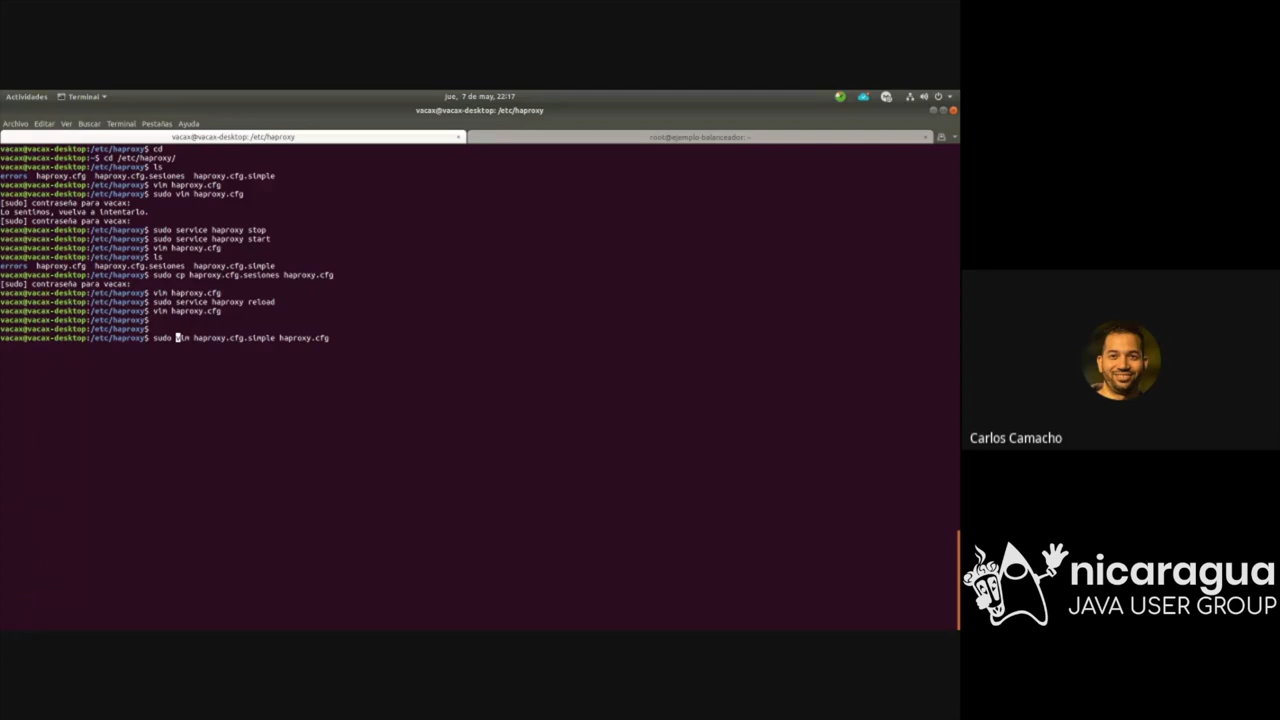 Actividades Terminal jue, 7 de may, 22:17
vacax@vacax-desktop: /etc/haproxy
Archivo Editar Ver Buscar Terminal Pestañas Ayuda
vacax@vacax-desktop: /etc/haproxy root@ejemplo-balanceador: ~
vacax@vacax-desktop:/etc/haproxy$ cd
vacax@vacax-desktop:~$ cd /etc/haproxy/
vacax@vacax-desktop:/etc/haproxy$ ls
errors haproxy.cfg haproxy.cfg.sesiones haproxy.cfg.simple
vacax@vacax-desktop:/etc/haproxy$ vim haproxy.cfg
vacax@vacax-desktop:/etc/haproxy$ sudo vim haproxy.cfg
[sudo] contraseña para vacax:
Lo sentimos, vuelva a intentarlo.
[sudo] contraseña para vacax:
vacax@vacax-desktop:/etc/haproxy$ sudo service haproxy stop
vacax@vacax-desktop:/etc/haproxy$ sudo service haproxy start
vacax@vacax-desktop:/etc/haproxy$ vim haproxy.cfg
vacax@vacax-desktop:/etc/haproxy$ ls
errors haproxy.cfg haproxy.cfg.sesiones haproxy.cfg.simple
vacax@vacax-desktop:/etc/haproxy$ sudo cp haproxy.cfg.sesiones haproxy.cfg
[sudo] contraseña para vacax:
vacax@vacax-desktop:/etc/haproxy$ vim haproxy.cfg
vacax@vacax-desktop:/etc/haproxy$ sudo service haproxy reload
vacax@vacax-desktop:/etc/haproxy$ vim haproxy.cfg
vacax@vacax-desktop:/etc/haproxy$
vacax@vacax-desktop:/etc/haproxy$
vacax@vacax-desktop:/etc/haproxy$ sudo vim haproxy.cfg.simple haproxy.cfg
Carlos Camacho
nicaragua
JAVA USER GROUP